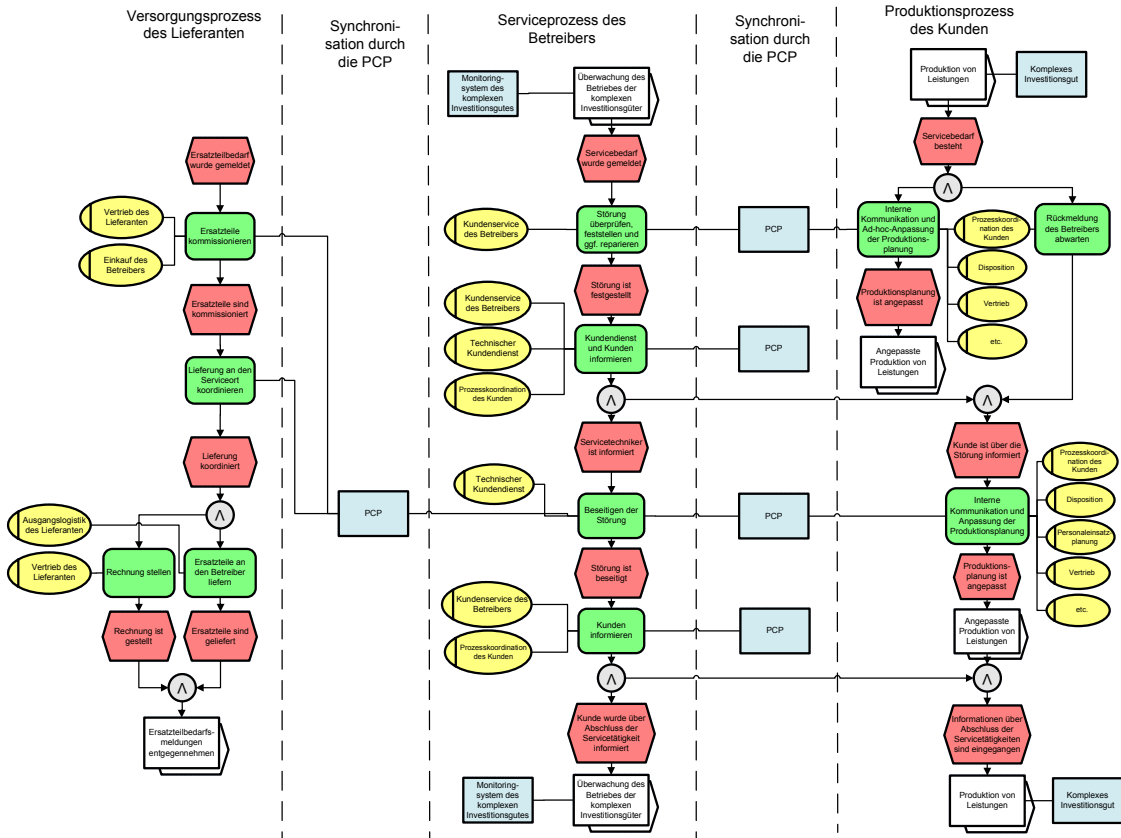 Versorgungsprozess
des Lieferanten
Synchroni-
sation durch
die PCP
Serviceprozess des
Betreibers
Synchroni-
sation durch
die PCP
Produktionsprozess
des Kunden
Ersatzteilbedarf
wurde gemeldet
Vertrieb des
Lieferanten
Einkauf des
Betreibers
Ersatzteile
kommissionieren
Ersatzteile sind
kommissioniert
Lieferung an den
Serviceort
koordinieren
Lieferung
koordiniert
Λ
Ausgangslogistik
des Lieferanten
Vertrieb des
Lieferanten
Rechnung stellen
Ersatzteile an
den Betreiber
liefern
Rechnung ist
gestellt
Ersatzteile sind
geliefert
Λ
Ersatzteilbedarfs-
meldungen
entgegennehmen
PCP
Monitoring-
system des
komplexen
Investitionsgutes
Überwachung des
Betriebes der
komplexen
Investitionsgüter
Servicebedarf
wurde gemeldet
Kundenservice
des Betreibers
Störung
überprüfen,
feststellen und
ggf. reparieren
Störung ist
festgestellt
Kundenservice
des Betreibers
Technischer
Kundendienst
Prozesskoordination
des Kunden
Kundendienst
und Kunden
informieren
Λ
Servicetechniker
ist informiert
Technischer
Kundendienst
Beseitigen der
Störung
Störung ist
beseitigt
Kundenservice des
Betreibers
Prozesskoordination
des Kunden
Kunden
informieren
Λ
Kunde wurde über
Abschluss der
Servicetätigkeit
informiert
Monitoring-
system des
komplexen
Investitionsgutes
Überwachung des
Betriebes der
komplexen
Investitionsgüter
PCP
PCP
PCP
PCP
Produktion von
Leistungen
Komplexes
Investitionsgut
Servicebedarf
besteht
Λ
Interne
Kommunikation und
Ad-hoc-Anpassung
der Produktions-
planung
Prozesskoordi-
nation des
Kunden
Disposition
Vertrieb
etc.
Rückmeldung
des Betreibers
abwarten
Produktionsplanung
ist angepasst
Angepasste
Produktion von
Leistungen
Λ
Kunde ist über die
Störung informiert
Interne
Kommunikation und
Anpassung der
Produktionsplanung
Prozesskoordi-
nation des
Kunden
Disposition
Personaleinsatz-
planung
Vertrieb
etc.
Produktions-
planung ist
angepasst
Angepasste
Produktion von
Leistungen
Λ
Informationen über
Abschluss der
Servicetätigkeiten
sind eingegangen
Produktion von
Leistungen
Komplexes
Investitionsgut